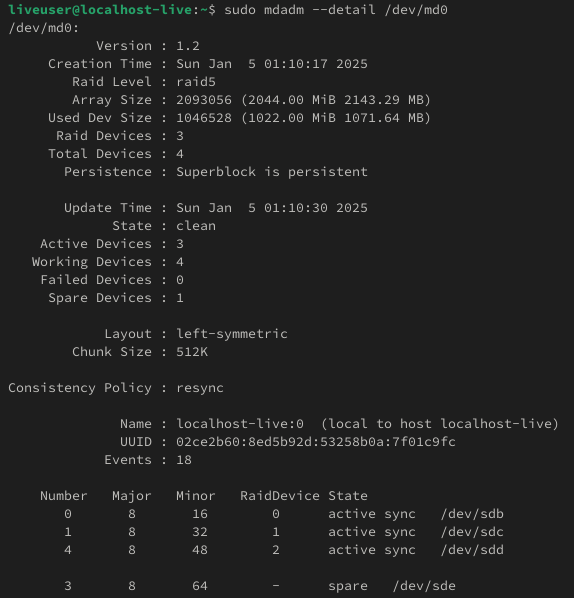 liveuser@localhost-live:~$ sudo mdadm --detail /dev/md0
/dev/md0:
Version : 1.2
Creation Time : Sun Jan  5 01:10:17 2025
Raid Level : raid5
Array Size : 2093056 (2044.00 MiB 2143.29 MB)
Used Dev Size : 1046528 (1022.00 MiB 1071.64 MB)
Raid Devices : 3
Total Devices : 4
Persistence : Superblock is persistent
Update Time : Sun Jan  5 01:10:30 2025
State : clean
Active Devices : 3
Working Devices : 4
Failed Devices : 0
Spare Devices : 1
Layout : left-symmetric
Chunk Size : 512K
Consistency Policy : resync
Name : localhost-live:0  (local to host localhost-live)
UUID : 02ce2b60:8ed5b92d:53258b0a:7f01c9fc
Events : 18
Number   Major   Minor   RaidDevice State
0       8       16        0      active sync   /dev/sdb
1       8       32        1      active sync   /dev/sdc
4       8       48        2      active sync   /dev/sdd
3       8       64        -      spare   /dev/sde